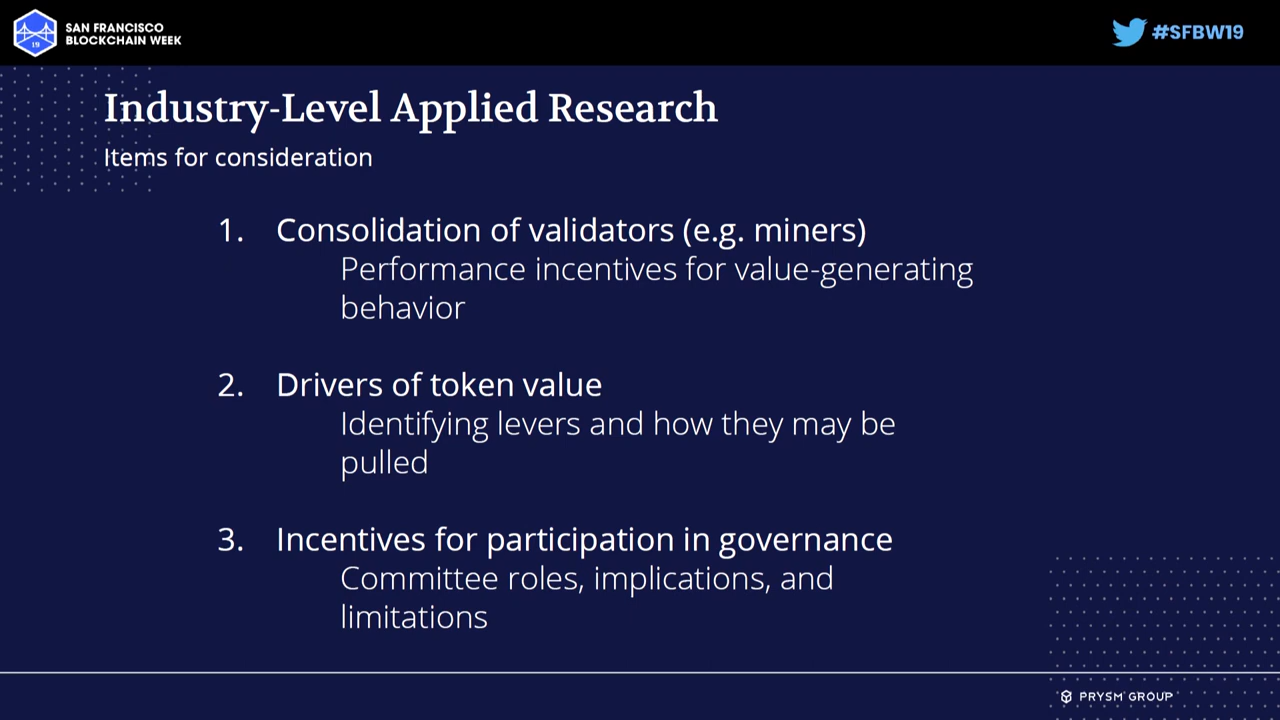 SAN FRANCISCO
BLOCKCHAIN WEEK
19
#SFBW19
Industry-Level Applied Research
Items for consideration
1. Consolidation of validators (e.g. miners)
Performance incentives for value-generating
behavior
2. Drivers of token value
Identifying levers and how they may be
pulled
3. Incentives for participation in governance
Committee roles, implications, and
limitations
PRYSM GROUP